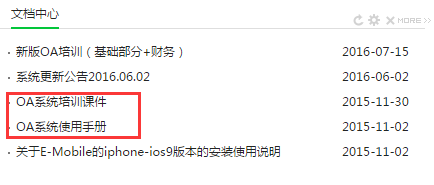 文档中心 MORE >>
· 新版OA培训（基础部分+财务） 2016-07-15
· 系统更新公告2016.06.02 2016-06-02
· OA系统培训课件 2015-11-30
· OA系统使用手册 2015-11-02
· 关于E-Mobile的iphone-ios9版本的安装使用说明 2015-11-02